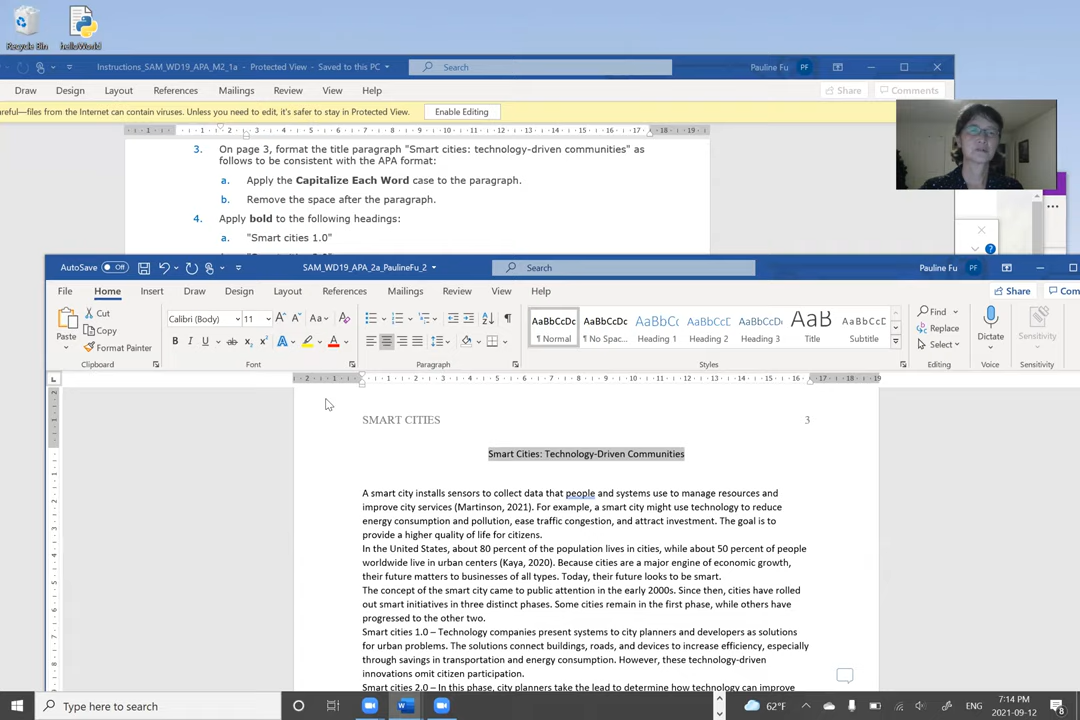 Recycle Bin
helloWorld
Instructions_SAM_WD19_APA_M2_1a - Protected View - Saved to this PC
Search
Pauline Fu PF
Draw Design Layout References Mailings Review View Help
Share Comments
careful—files from the Internet can contain viruses. Unless you need to edit, it's safer to stay in Protected View. Enable Editing
3. On page 3, format the title paragraph "Smart cities: technology-driven communities" as
follows to be consistent with the APA format:
a. Apply the Capitalize Each Word case to the paragraph.
b. Remove the space after the paragraph.
4. Apply bold to the following headings:
a. "Smart cities 1.0"
AutoSave Off
SAM_WD19_APA_2a_PaulineFu_2
Search
Pauline Fu PF
File Home Insert Draw Design Layout References Mailings Review View Help
Share Com
Paste
Cut
Copy
Format Painter
Calibri (Body) 11
AaBbCcDc AaBbCcDc AaBbCc AaBbCcD AaBbCcD AaB AaBbCcD
Normal No Spac... Heading 1 Heading 2 Heading 3 Title Subtitle
Find
Replace
Select
Dictate
Sensitivity
Clipboard Font Paragraph Styles Editing Voice Sensitivity
SMART CITIES 3
Smart Cities: Technology-Driven Communities
A smart city installs sensors to collect data that people and systems use to manage resources and
improve city services (Martinson, 2021). For example, a smart city might use technology to reduce
energy consumption and pollution, ease traffic congestion, and attract investment. The goal is to
provide a higher quality of life for citizens.
In the United States, about 80 percent of the population lives in cities, while about 50 percent of people
worldwide live in urban centers (Kaya, 2020). Because cities are a major engine of economic growth,
their future matters to businesses of all types. Today, their future looks to be smart.
The concept of the smart city came to public attention in the early 2000s. Since then, cities have rolled
out smart initiatives in three distinct phases. Some cities remain in the first phase, while others have
progressed to the other two.
Smart cities 1.0 – Technology companies present systems to city planners and developers as solutions
for urban problems. The solutions connect buildings, roads, and devices to increase efficiency, especially
through savings in transportation and energy consumption. However, these technology-driven
innovations omit citizen participation.
Smart cities 2.0 – In this phase, city planners take the lead to determine how technology can improve
Type here to search
62°F
ENG
7:14 PM
2021-09-12
8